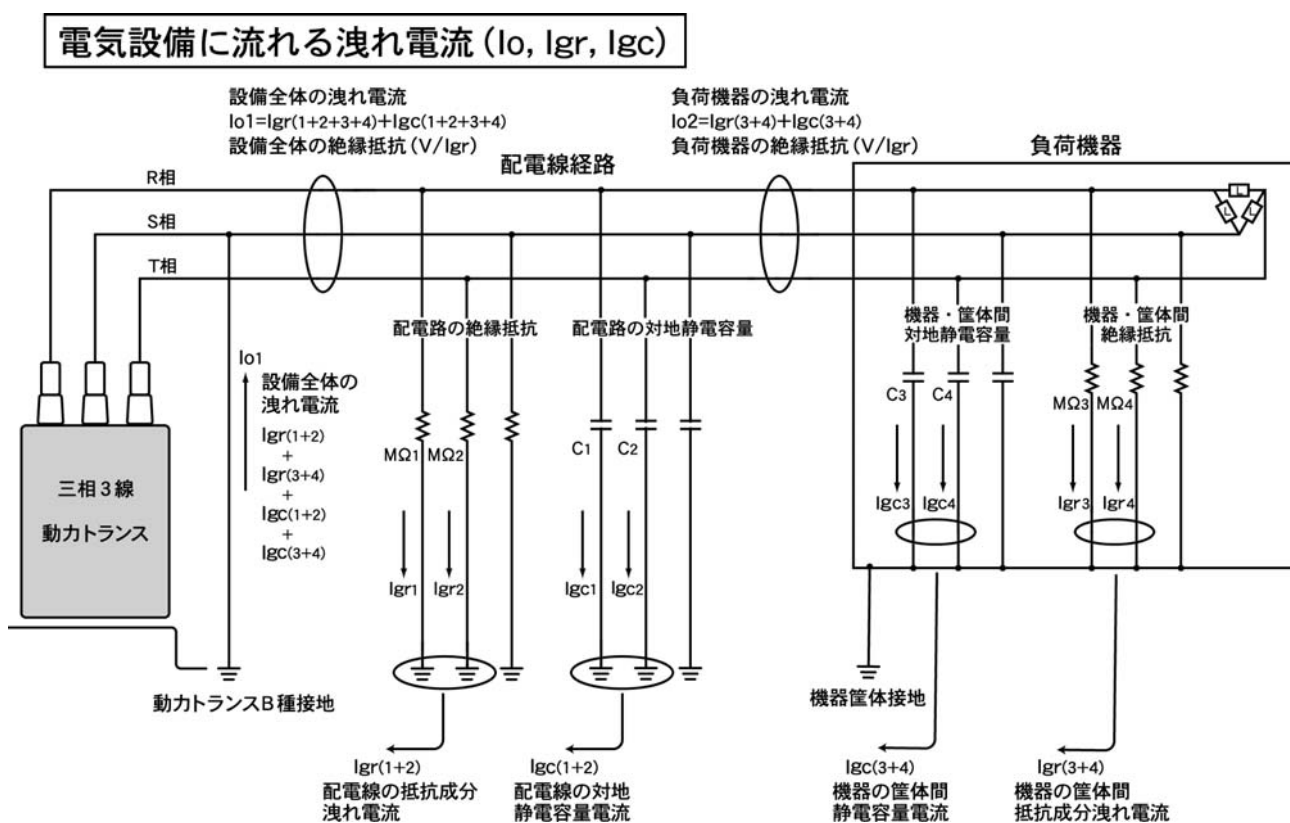 電気設備に流れる洩れ電流(Io, Igr, Igc)
設備全体の洩れ電流
Io1=Igr(1+2+3+4)+Igc(1+2+3+4)
設備全体の絶縁抵抗(V/Igr)
負荷機器の洩れ電流
Io2=Igr(3+4)+Igc(3+4)
負荷機器の絶縁抵抗(V/Igr)
配電線経路
負荷機器
R相
S相
T相
L
L
L
配電路の絶縁抵抗
配電路の対地静電容量
機器・筐体間
対地静電容量
機器・筐体間
絶縁抵抗
Io1
設備全体の
洩れ電流
Igr(1+2)
+
Igr(3+4)
+
Igc(1+2)
+
Igc(3+4)
三相3線
動力トランス
MΩ1
MΩ2
C1
C2
C3
C4
MΩ3
MΩ4
Igr1
Igr2
Igc1
Igc2
Igc3
Igc4
Igr3
Igr4
動力トランスB種接地
機器筐体接地
Igr(1+2)
配電線の抵抗成分
洩れ電流
Igc(1+2)
配電線の対地
静電容量電流
Igc(3+4)
機器の筐体間
静電容量電流
Igr(3+4)
機器の筐体間
抵抗成分洩れ電流